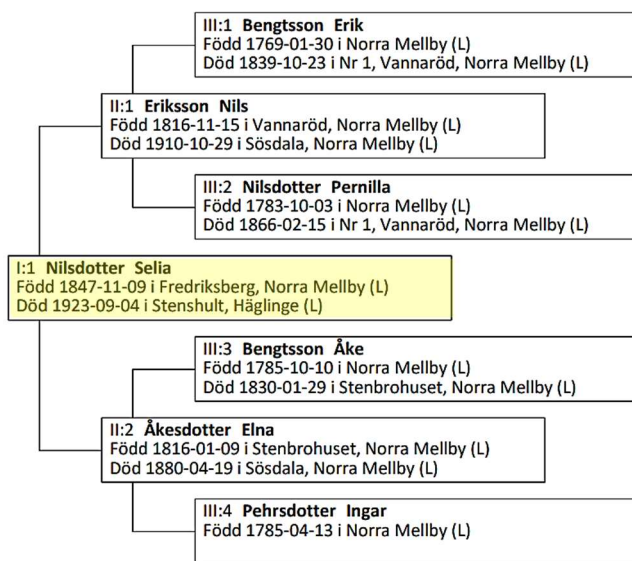 III:1 Bengtsson Erik
Född 1769-01-30 i Norra Mellby (L)
Död 1839-10-23 i Nr 1, Vannaröd, Norra Mellby (L)
II:1 Eriksson Nils
Född 1816-11-15 i Vannaröd, Norra Mellby (L)
Död 1910-10-29 i Sösdala, Norra Mellby (L)
III:2 Nilsdotter Pernilla
Född 1783-10-03 i Norra Mellby (L)
Död 1866-02-15 i Nr 1, Vannaröd, Norra Mellby (L)
I:1 Nilsdotter Selia
Född 1847-11-09 i Fredriksberg, Norra Mellby (L)
Död 1923-09-04 i Stenshult, Häglinge (L)
III:3 Bengtsson Åke
Född 1785-10-10 i Norra Mellby (L)
Död 1830-01-29 i Stenbrohuset, Norra Mellby (L)
II:2 Åkesdotter Elna
Född 1816-01-09 i Stenbrohuset, Norra Mellby (L)
Död 1880-04-19 i Sösdala, Norra Mellby (L)
III:4 Pehrsdotter Ingar
Född 1785-04-13 i Norra Mellby (L)